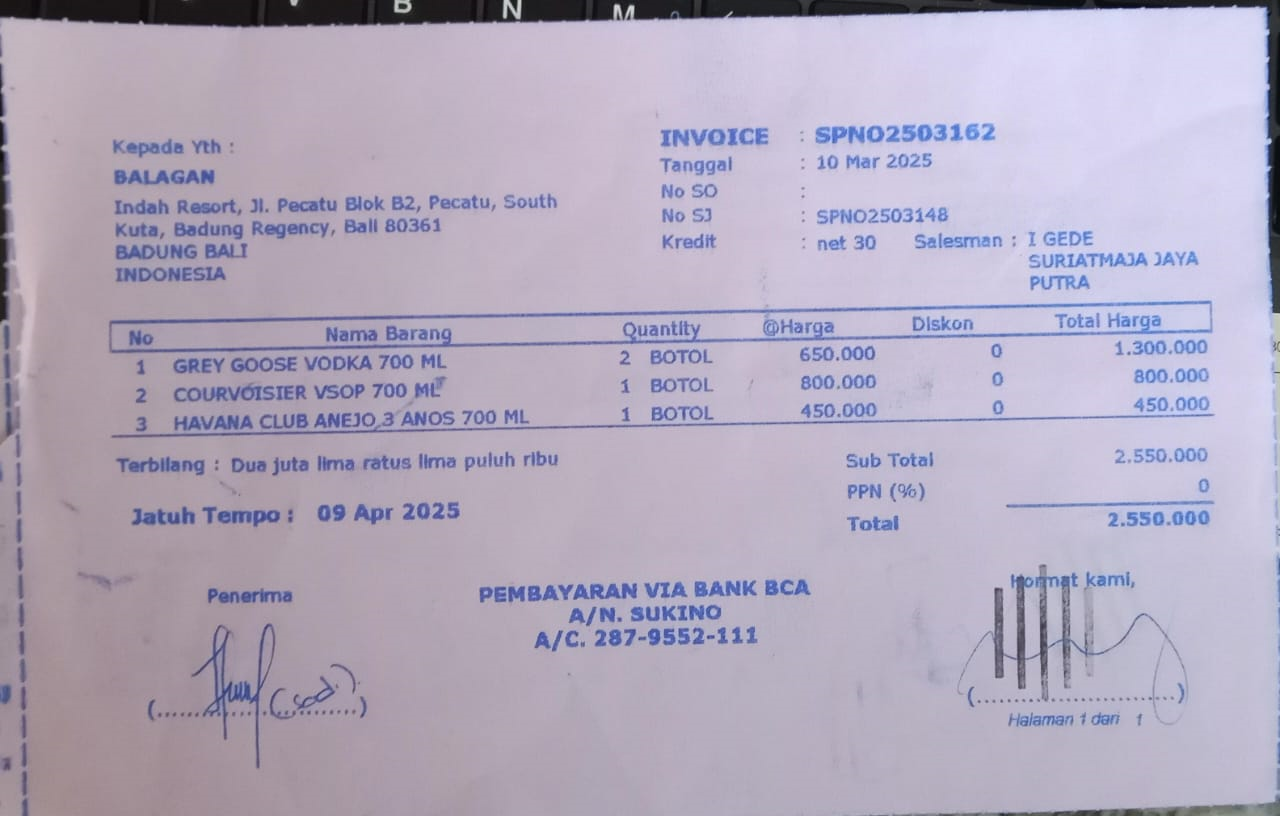 B N M
Kepada Yth :
BALAGAN
Indah Resort, Jl. Pecatu Blok B2, Pecatu, South
Kuta, Badung Regency, Bali 80361
BADUNG BALI
INDONESIA
INVOICE : SPNO2503162
Tanggal : 10 Mar 2025
No SO :
No SJ : SPNO2503148
Kredit : net 30 Salesman : I GEDE
SURIATMAJA JAYA
PUTRA
No Nama Barang Quantity @Harga Diskon Total Harga
1 GREY GOOSE VODKA 700 ML 2 BOTOL 650.000 0 1.300.000
2 COURVOISIER VSOP 700 ML 1 BOTOL 800.000 0 800.000
3 HAVANA CLUB ANEJO 3 ANOS 700 ML 1 BOTOL 450.000 0 450.000
Terbilang : Dua juta lima ratus lima puluh ribu
Jatuh Tempo : 09 Apr 2025
Sub Total 2.550.000
PPN (%) 0
Total 2.550.000
Penerima
PEMBAYARAN VIA BANK BCA
A/N. SUKINO
A/C. 287-9552-111
Hormat kami,
(....................)
(....................)
Halaman 1 dari 1